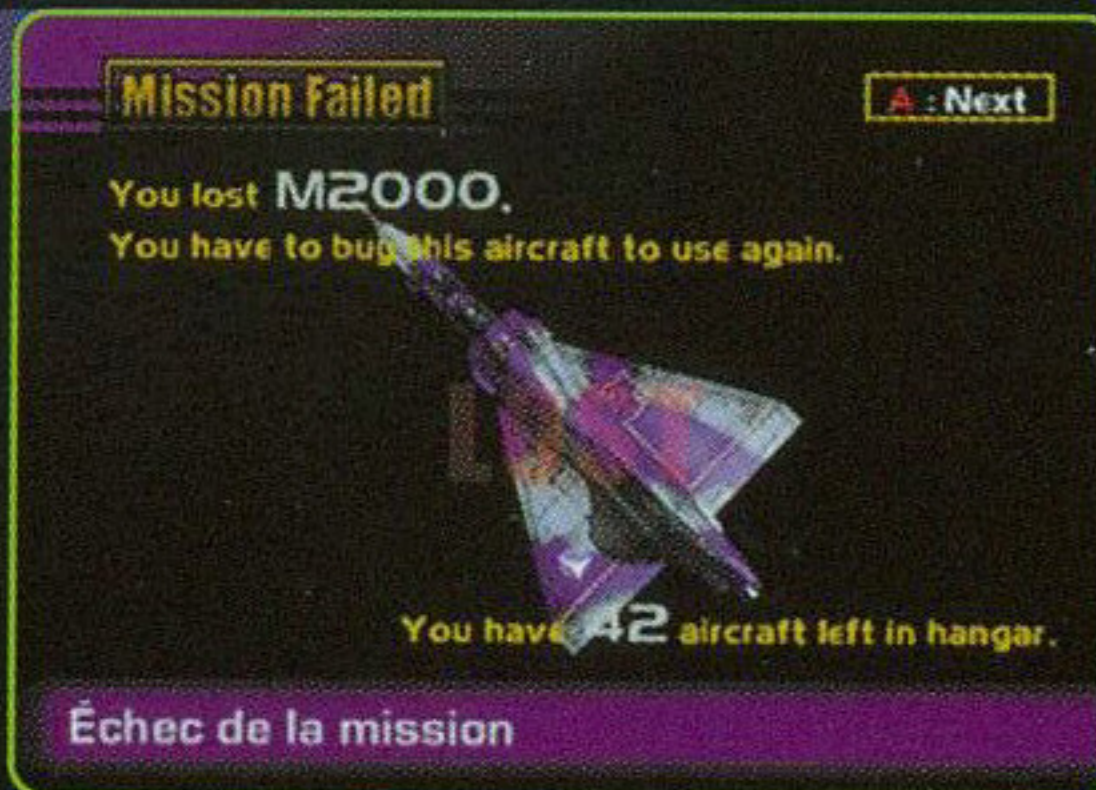 Mission Failed
A : Next
You lost M2000.
You have to bug this aircraft to use again.
You have 42 aircraft left in hangar.
Échec de la mission